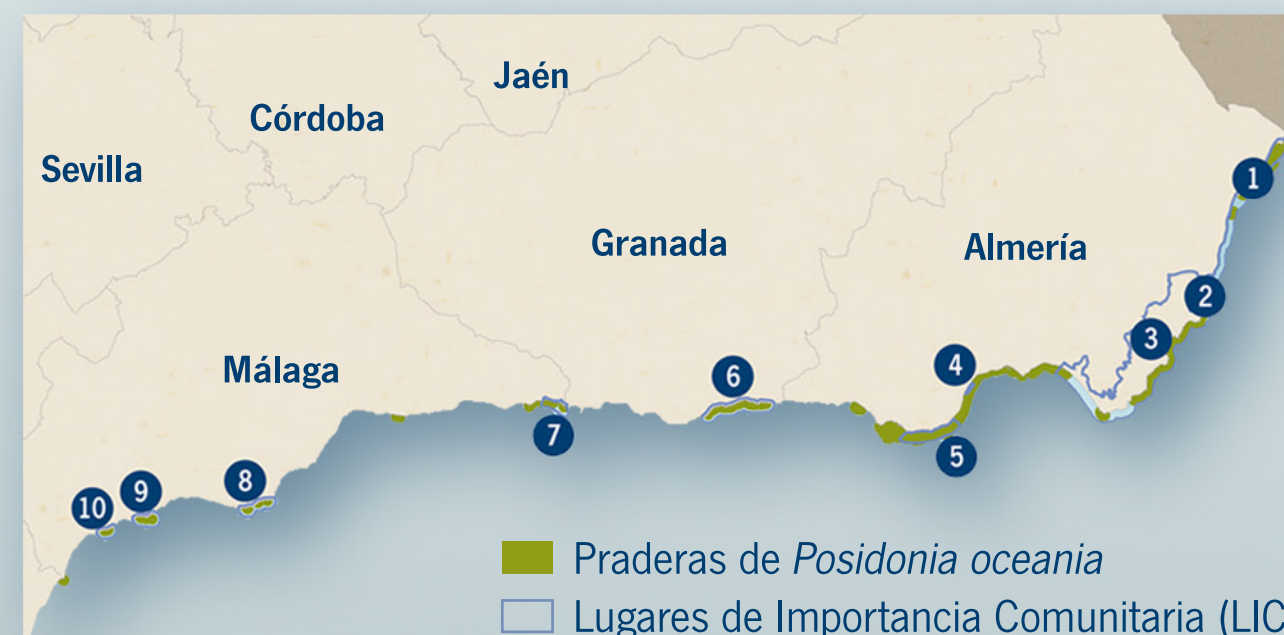 Jaén
Córdoba
Sevilla
1
Granada
Almería
2
3
Málaga
4
6
7
5
8
9
10
Praderas de Posidonia oceania
Lugares de Importancia Comunitaria (LIC